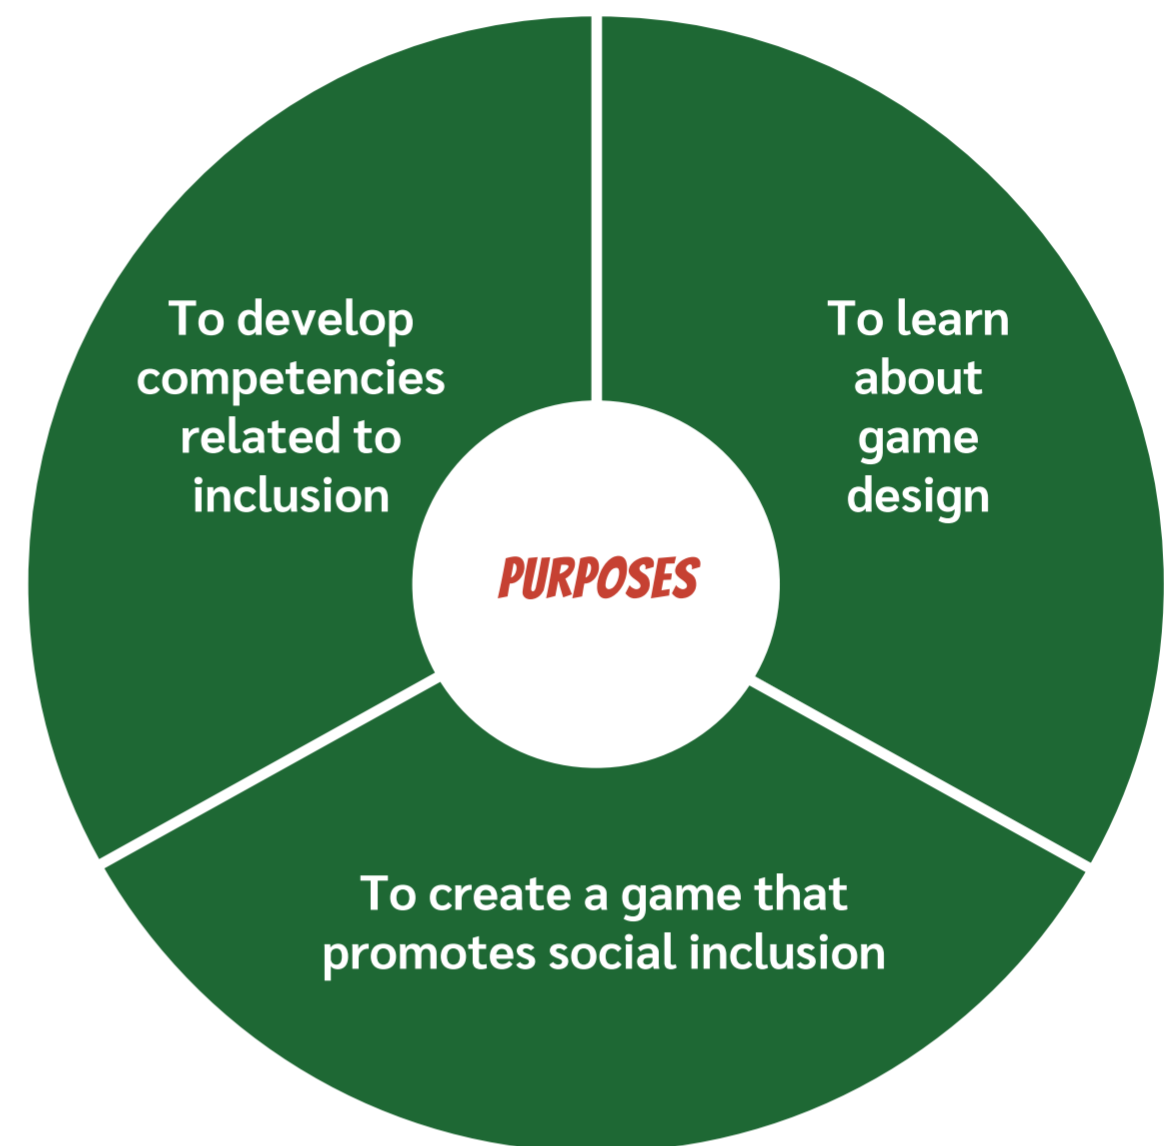 To develop
competencies
related to
inclusion
To learn
about
game
design
PURPOSES
To create a game that
promotes social inclusion